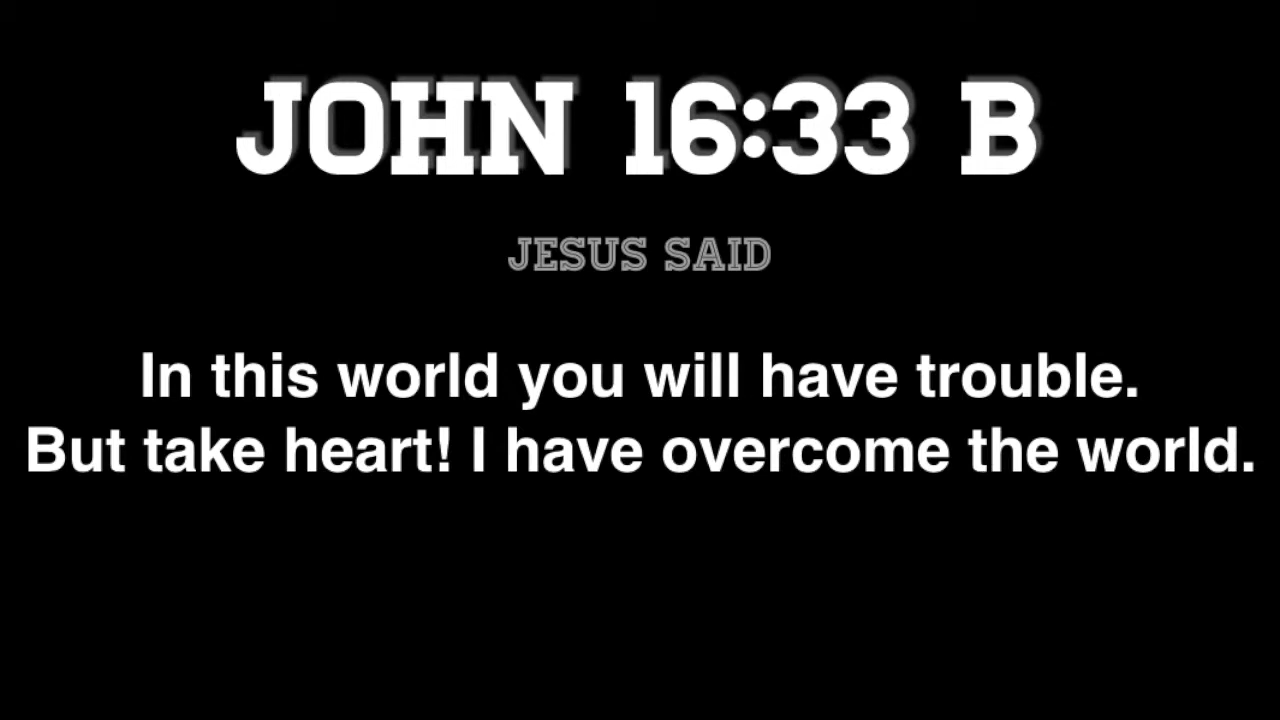 JOHN 16:33 B
JESUS SAID
In this world you will have trouble.
But take heart! I have overcome the world.